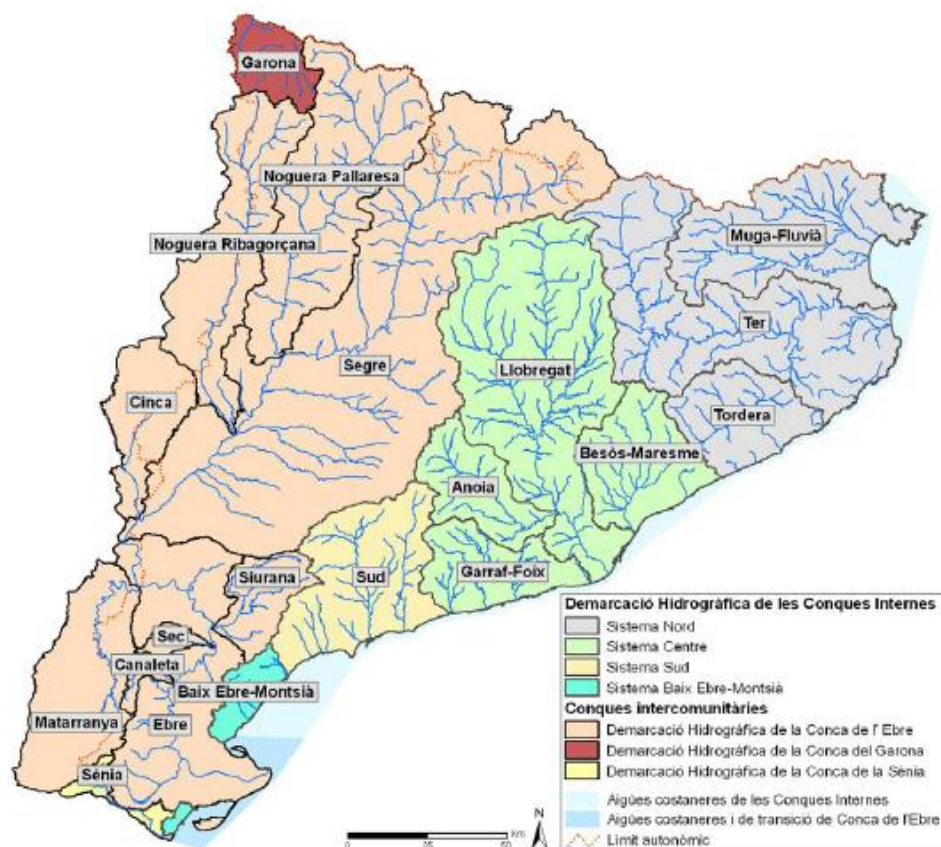 Garona
Noguera Pallaresa
Noguera Ribagorçana
Muga-Fluvià
Ter
Segre
Llobregat
Cinca
Tordera
Besòs-Maresme
Anoia
Siurana
Sud
Garraf-Foix
Sec
Canaleta
Baix Ebre-Montsià
Matarranya
Ebre
Sénia
Demarcació Hidrogràfica de les Conques Internes
Sistema Nord
Sistema Centre
Sistema Sud
Sistema Baix Ebre-Montsià
Conques intercomunitàries
Demarcació Hidrogràfica de la Conca de l'Ebre
Demarcació Hidrogràfica de la Conca del Garona
Demarcació Hidrogràfica de la Conca de la Sènia
Aigües costaneres de les Conques Internes
Aigües costaneres i de transició de Conca de l'Ebre
Límit autonòmic
N
Km
0